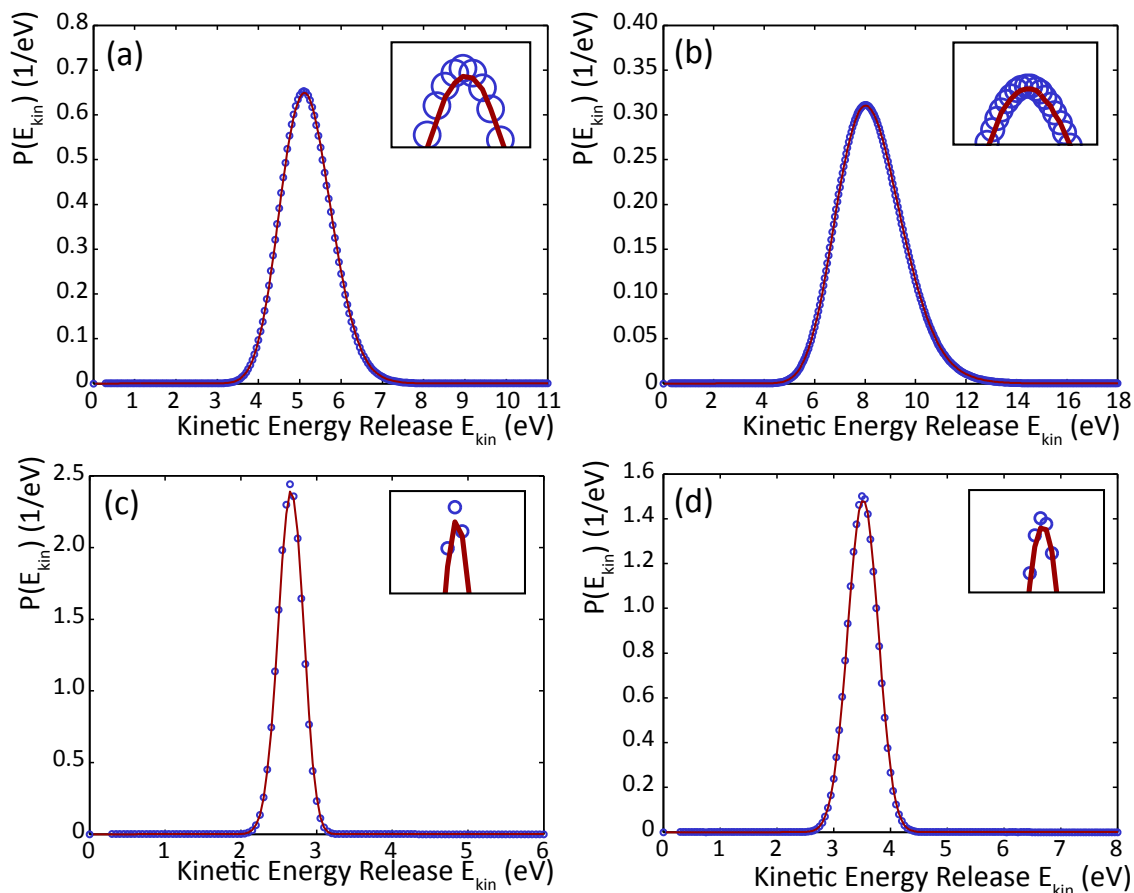 (a)
P(E_kin) (1/eV)
0.8
0.7
0.6
0.5
0.4
0.3
0.2
0.1
0
0 1 2 3 4 5 6 7 8 9 10 11
Kinetic Energy Release E_kin (eV)
(b)
P(E_kin) (1/eV)
0.40
0.35
0.30
0.25
0.20
0.15
0.10
0.05
0
0 2 4 6 8 10 12 14 16 18
Kinetic Energy Release E_kin (eV)
(c)
P(E_kin) (1/eV)
2.5
2.0
1.5
1.0
0.5
0
0 1 2 3 4 5 6
Kinetic Energy Release E_kin (eV)
(d)
P(E_kin) (1/eV)
1.6
1.4
1.2
1.0
0.8
0.6
0.4
0.2
0
0 1 2 3 4 5 6 7 8
Kinetic Energy Release E_kin (eV)